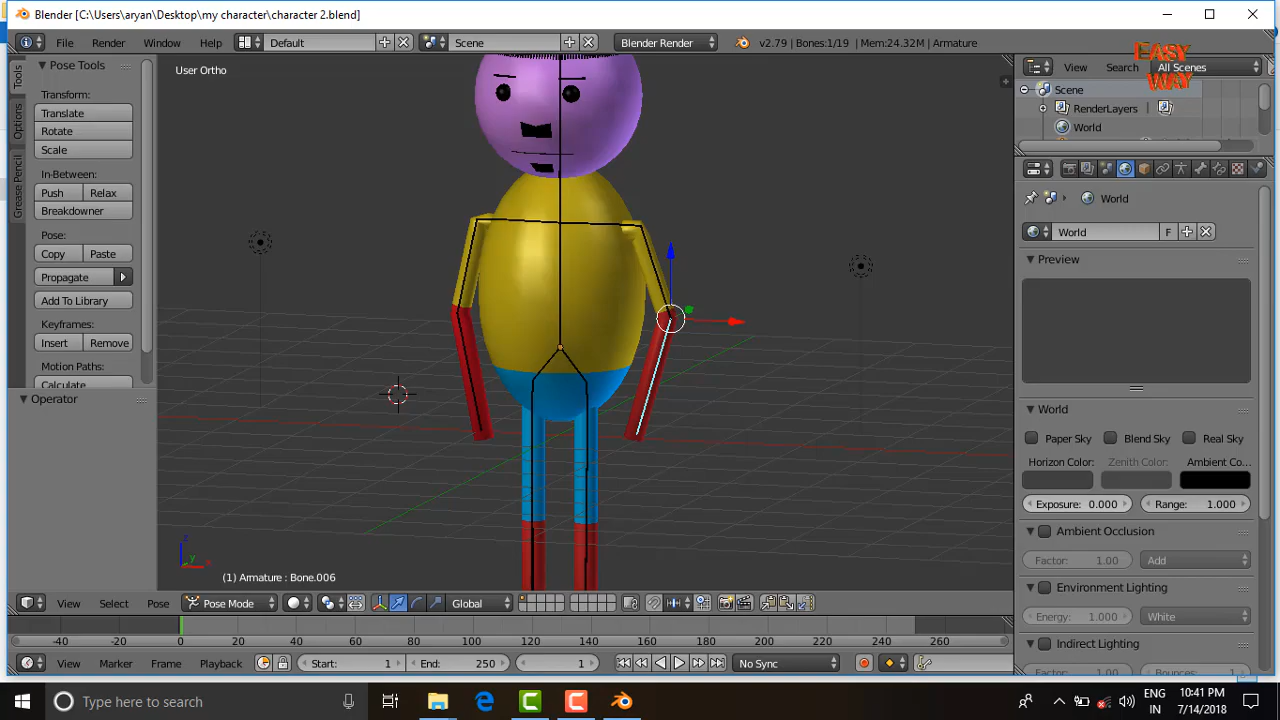 Blender [C:\Users\aryan\Desktop\my character\character 2.blend]
File Render Window Help Default Scene Blender Render v2.79 | Bones:1/19 | Mem:24.32M | Armature
EASY WAY
Tools
Options
Grease Pencil
Pose Tools
Transform:
Translate
Rotate
Scale
In-Between:
Push Relax
Breakdowner
Pose:
Copy Paste
Propagate
Add To Library
Keyframes:
Insert Remove
Motion Paths:
Calculate
Operator
User Ortho
z
y
x
(1) Armature : Bone.006
View Select Pose Pose Mode Global
View Search All Scenes
Scene
RenderLayers
World
World
World F
Preview
World
Paper Sky Blend Sky Real Sky
Horizon Color: Zenith Color: Ambient Co...
Exposure: 0.000 Range: 1.000
Ambient Occlusion
Factor: 1.00 Add
Environment Lighting
Energy: 1.000 White
Indirect Lighting
Factor: 1.00 Bounces:
-40 -20 0 20 40 60 80 100 120 140 160 180 200 220 240 260
View Marker Frame Playback Start: 1 End: 250 1 No Sync
Type here to search
ENG
IN
10:41 PM
7/14/2018